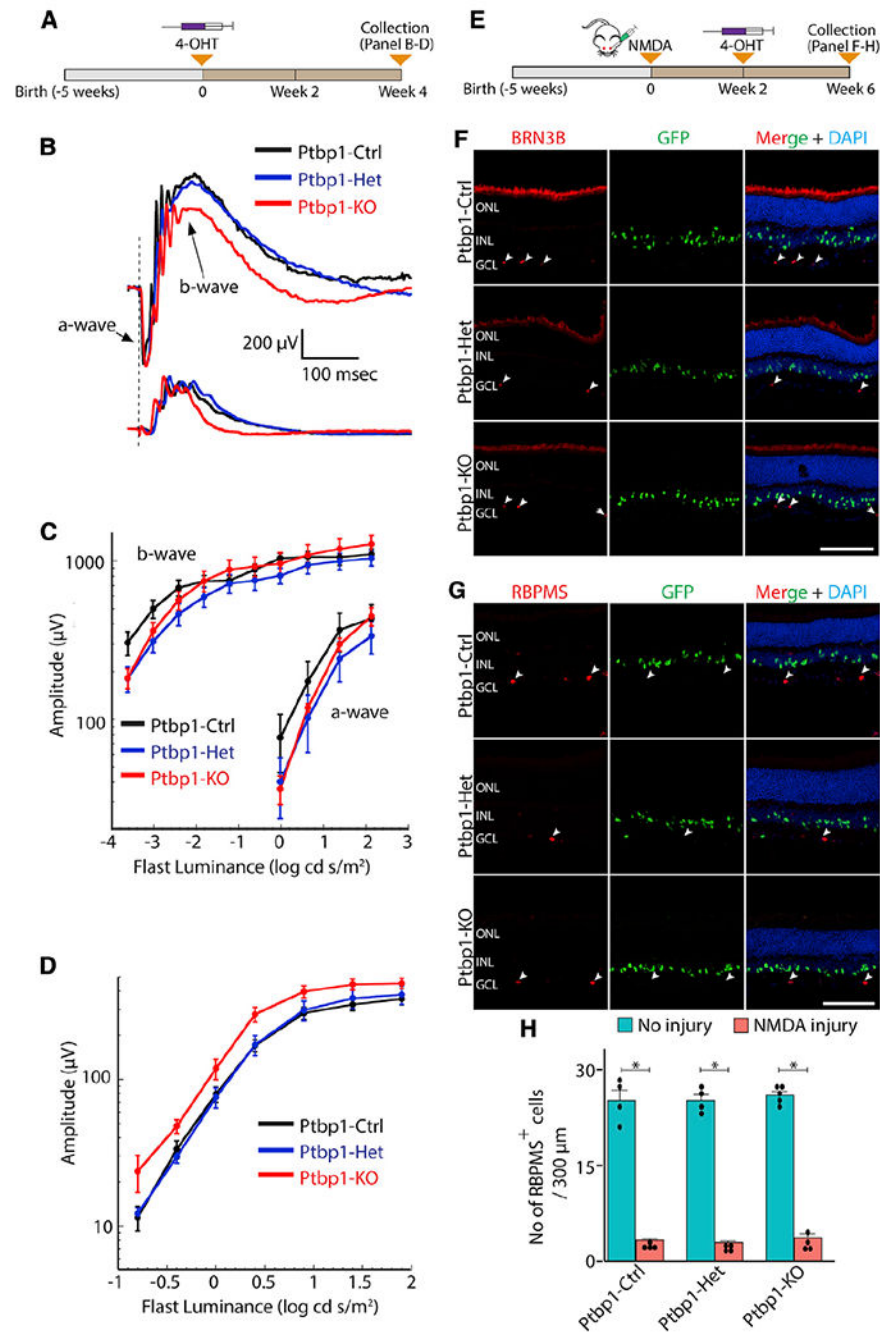 A
4-OHT
Collection
(Panel B-D)
Birth (-5 weeks)
0
Week 2
Week 4
B
Ptbp1-Ctrl
Ptbp1-Het
Ptbp1-KO
b-wave
a-wave
200 µV
100 msec
C
b-wave
a-wave
1000
100
Amplitude (µV)
Ptbp1-Ctrl
Ptbp1-Het
Ptbp1-KO
-4 -3 -2 -1 0 1 2 3
Flast Luminance (log cd s/m²)
D
100
10
Amplitude (µV)
Ptbp1-Ctrl
Ptbp1-Het
Ptbp1-KO
-1 -0.5 0 0.5 1 1.5 2
Flast Luminance (log cd s/m²)
E
NMDA
4-OHT
Collection
(Panel F-H)
Birth (-5 weeks)
0
Week 2
Week 6
F
BRN3B GFP Merge + DAPI
Ptbp1-Ctrl
ONL
INL
GCL
Ptbp1-Het
ONL
INL
GCL
Ptbp1-KO
ONL
INL
GCL
G
RBPMS GFP Merge + DAPI
Ptbp1-Ctrl
ONL
INL
GCL
Ptbp1-Het
ONL
INL
GCL
Ptbp1-KO
ONL
INL
GCL
H
No injury NMDA injury
30
15
0
No of RBPMS⁺ cells
/ 300 µm
* * *
Ptbp1-Ctrl
Ptbp1-Het
Ptbp1-KO